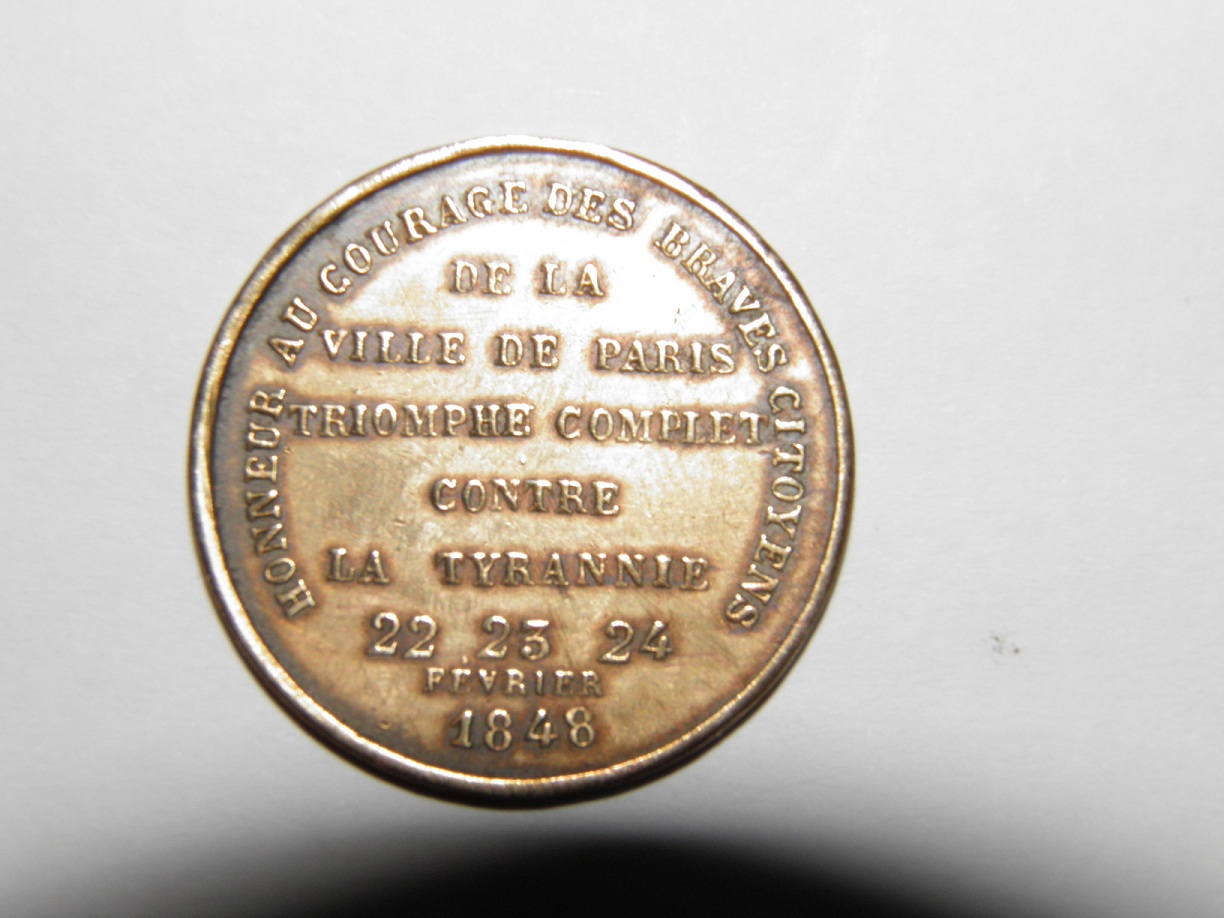 HONNEUR AU COURAGE DES BRAVES CITOYENS
DE LA
VILLE DE PARIS
TRIOMPHE COMPLET
CONTRE
LA TYRANNIE
22 23 24
FÉVRIER
1848